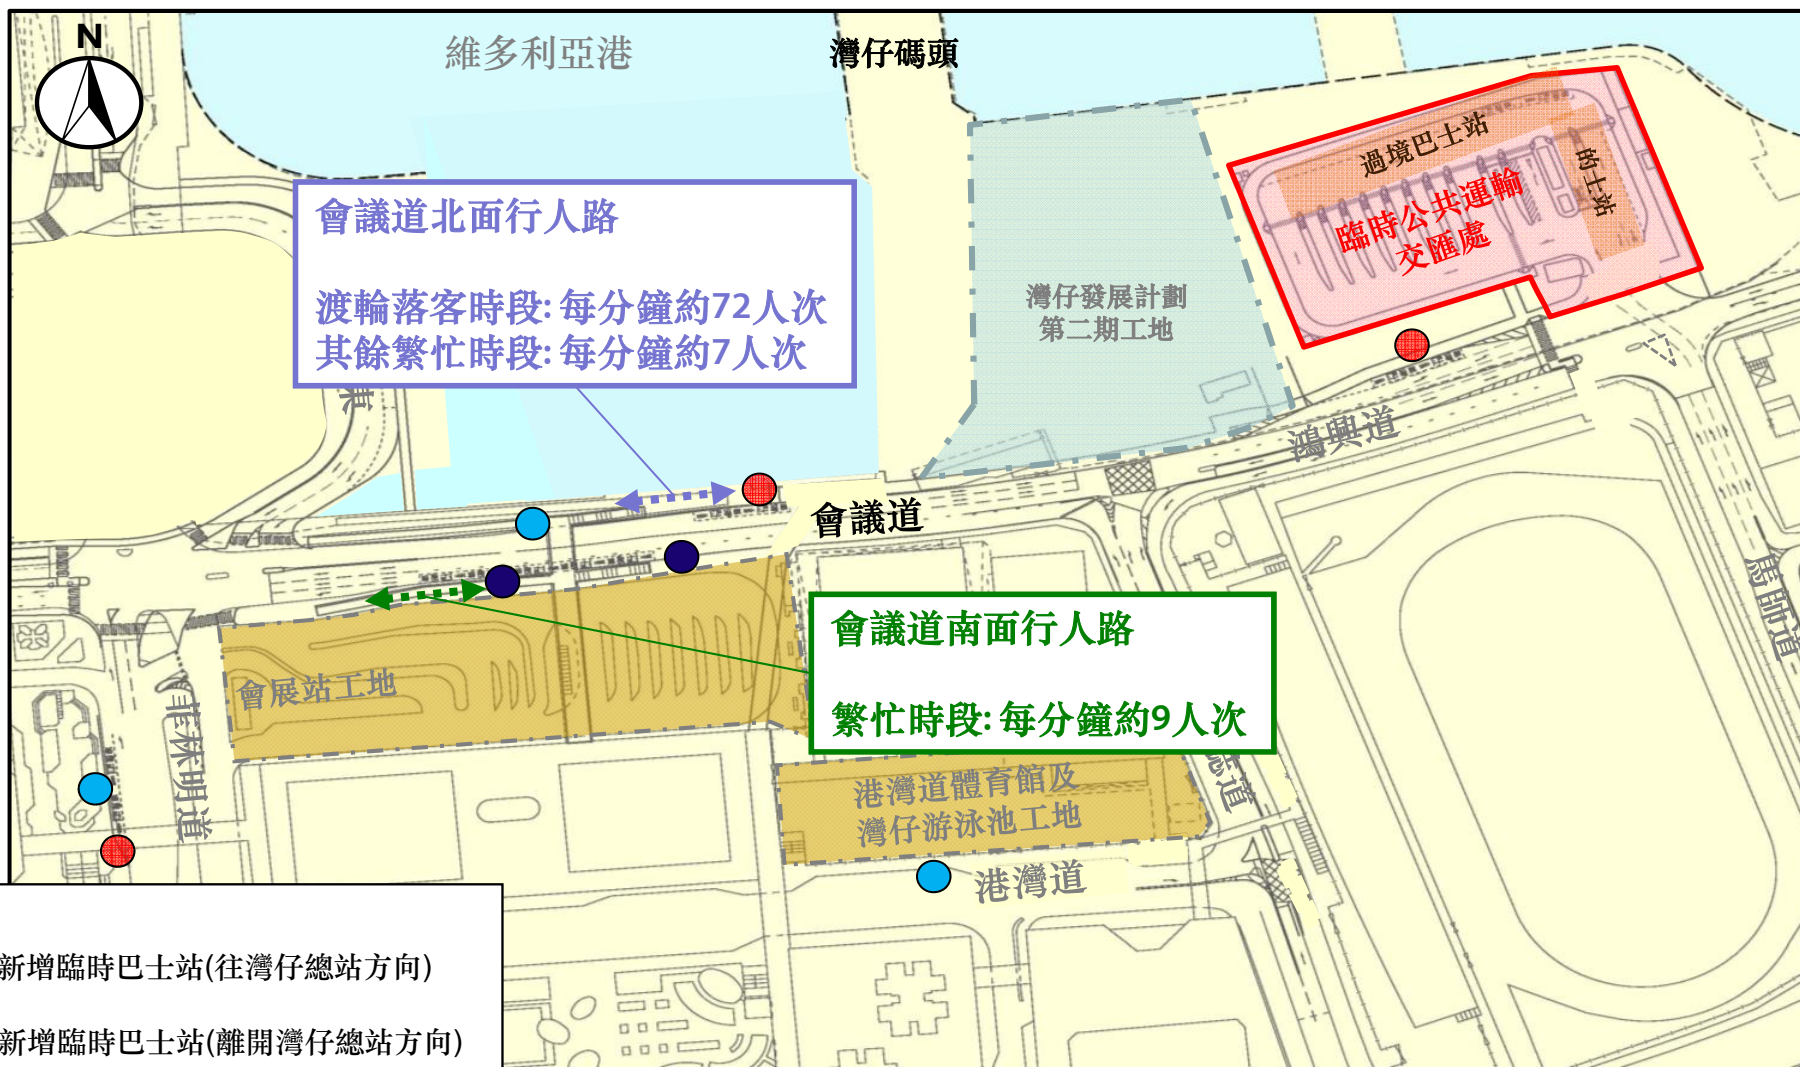 N
維多利亞港
灣仔碼頭
過境巴士站
的士站
臨時公共運輸
交匯處
會議道北面行人路
渡輪落客時段: 每分鐘約72人次
其餘繁忙時段: 每分鐘約7人次
灣仔發展計劃
第二期工地
東
鴻興道
會議道
馬師道
會議道南面行人路
繁忙時段: 每分鐘約9人次
會展站工地
菲林明道
港灣道體育館及
灣仔游泳池工地
道
港灣道
新增臨時巴士站(往灣仔總站方向)
新增臨時巴士站(離開灣仔總站方向)